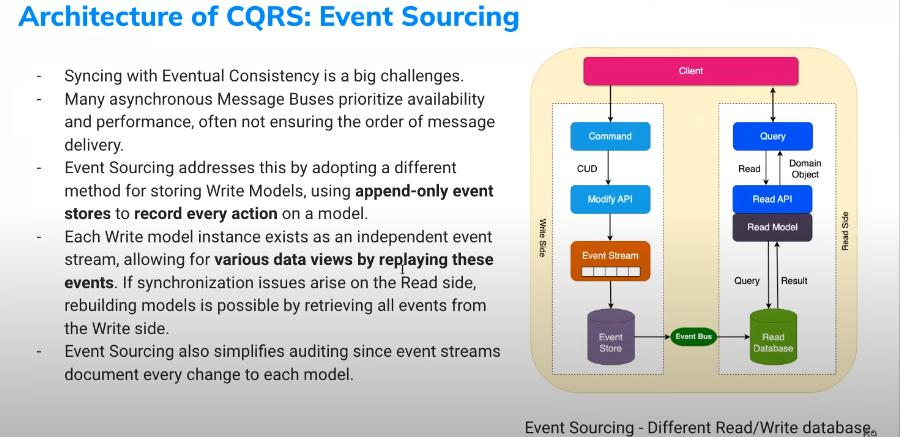 Architecture of CQRS: Event Sourcing
- Syncing with Eventual Consistency is a big challenges.
- Many asynchronous Message Buses prioritize availability
and performance, often not ensuring the order of message
delivery.
- Event Sourcing addresses this by adopting a different
method for storing Write Models, using append-only event
stores to record every action on a model.
- Each Write model instance exists as an independent event
stream, allowing for various data views by replaying these
events. If synchronization issues arise on the Read side,
rebuilding models is possible by retrieving all events from
the Write side.
- Event Sourcing also simplifies auditing since event streams
document every change to each model.
Client
Command
CUD
Modify API
Event Stream
Event
Store
Write Side
Event Bus
Query
Read
Domain
Object
Read API
Read Model
Query
Result
Read
Database
Read Side
Event Sourcing - Different Read/Write database.